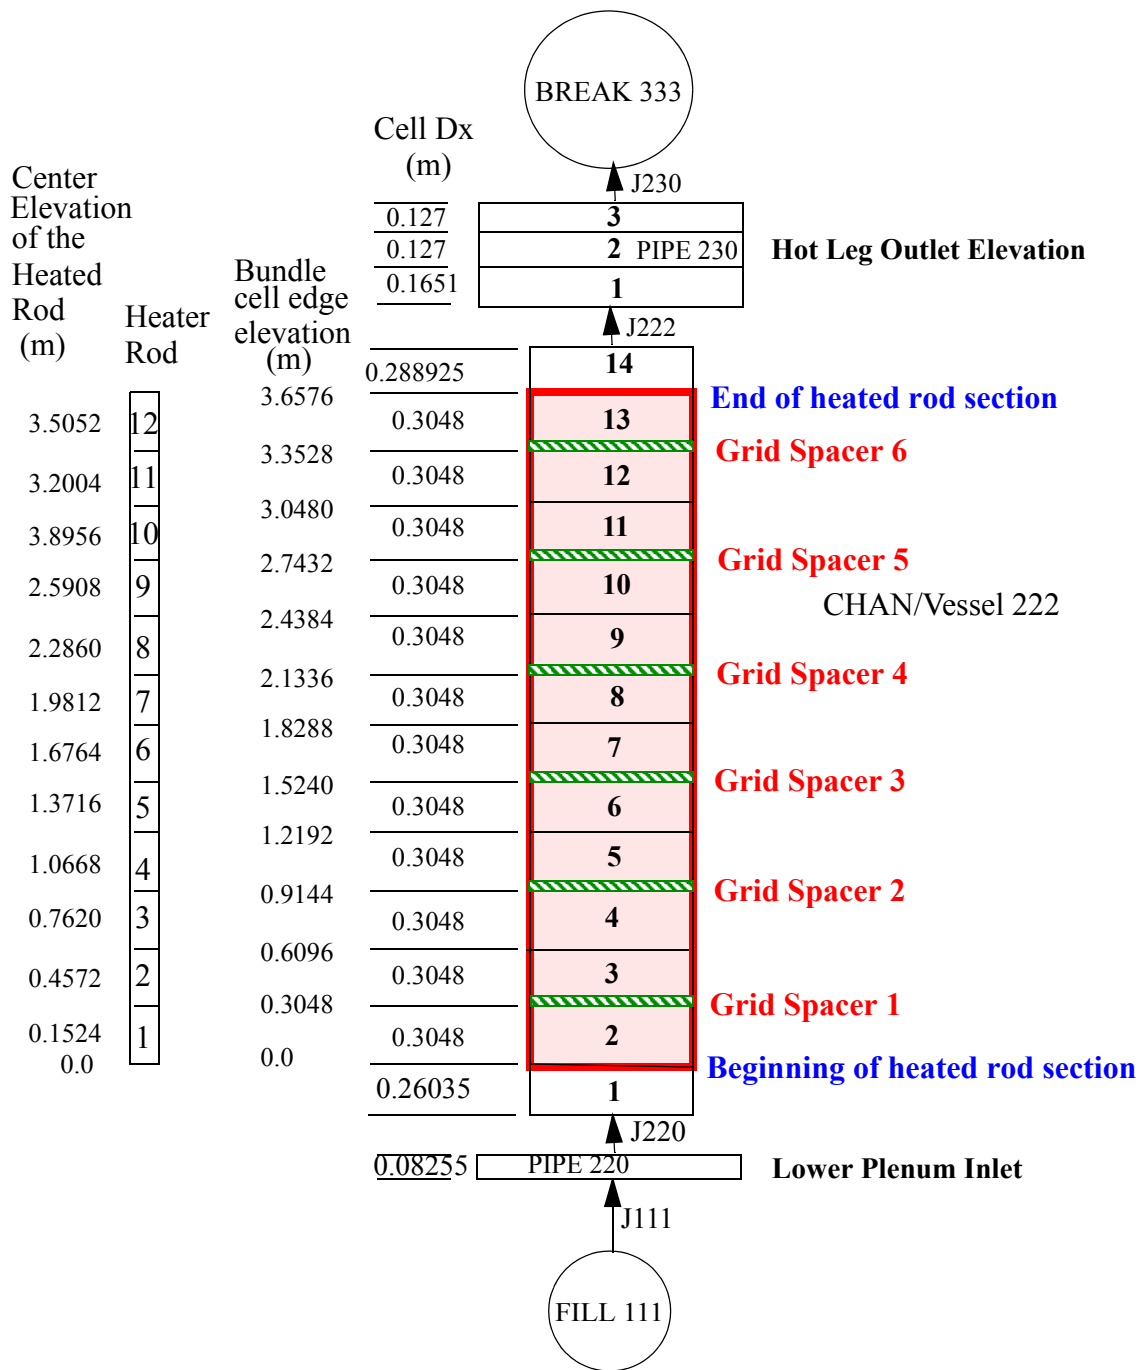 BREAK 333
Cell Dx
(m)
J230
Center
Elevation
of the
Heated
Rod
(m)
Heater
Rod
Bundle
cell edge
elevation
(m)
0.127
3
0.127
2 PIPE 230
Hot Leg Outlet Elevation
0.1651
1
J222
0.288925
14
3.6576
End of heated rod section
3.5052
12
0.3048
13
3.3528
Grid Spacer 6
3.2004
11
0.3048
12
3.0480
3.8956
10
0.3048
11
2.7432
Grid Spacer 5
2.5908
9
0.3048
10
CHAN/Vessel 222
2.4384
2.2860
8
0.3048
9
2.1336
Grid Spacer 4
1.9812
7
0.3048
8
1.8288
1.6764
6
0.3048
7
1.5240
Grid Spacer 3
1.3716
5
0.3048
6
1.2192
1.0668
4
0.3048
5
0.9144
Grid Spacer 2
0.7620
3
0.3048
4
0.6096
0.4572
2
0.3048
3
0.3048
Grid Spacer 1
0.1524
1
0.3048
2
0.0
0.0
Beginning of heated rod section
0.26035
1
J220
0.08255
PIPE 220
Lower Plenum Inlet
J111
FILL 111